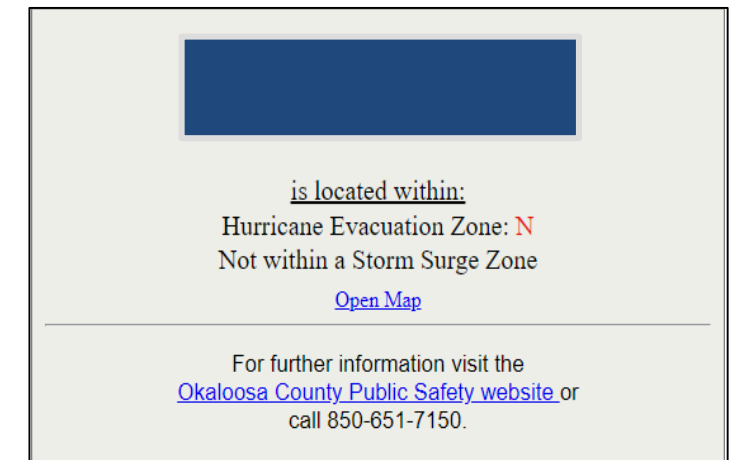 is located within:
Hurricane Evacuation Zone: N
Not within a Storm Surge Zone
Open Map
For further information visit the
Okaloosa County Public Safety website or
call 850-651-7150.